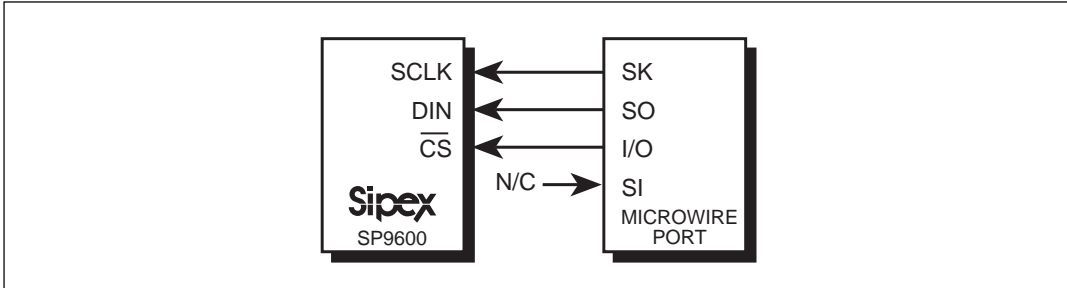 SCLK
DIN
CS
Sipex
SP9600
SK
SO
I/O
N/C
SI
MICROWIRE
PORT